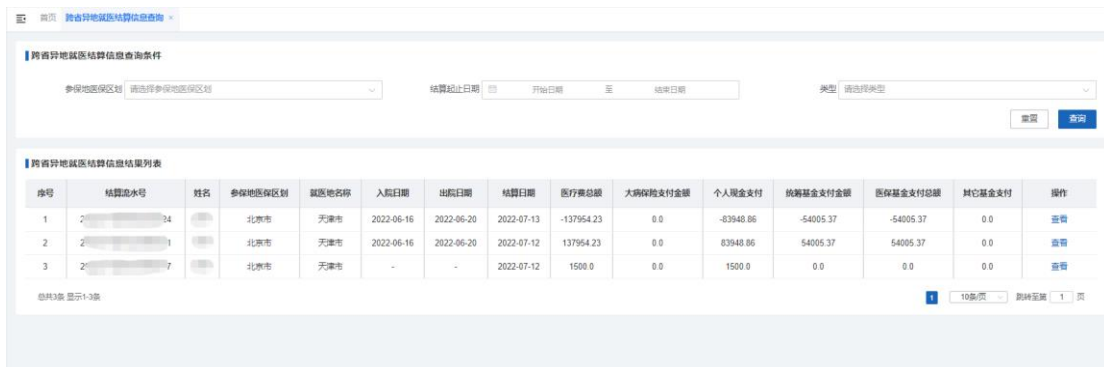 首页 跨省异地就医结算信息查询 ×
跨省异地就医结算信息查询条件
参保地医保区划 请选择参保地医保区划 结算起止日期 开始日期 至 结束日期 类型 请选择类型
重置 查询
跨省异地就医结算信息结果列表
序号 结算流水号 姓名 参保地医保区划 就医地名称 入院日期 出院日期 结算日期 医疗费总额 大病保险支付金额 个人现金支付 统筹基金支付金额 医保基金支付总额 其它基金支付 操作
1 2 24 北京市 天津市 2022-06-16 2022-06-20 2022-07-13 -137954.23 0.0 -83948.86 -54005.37 -54005.37 0.0 查看
2 2 1 北京市 天津市 2022-06-16 2022-06-20 2022-07-12 137954.23 0.0 83948.86 54005.37 54005.37 0.0 查看
3 2 7 北京市 天津市 - - 2022-07-12 1500.0 0.0 1500.0 0.0 0.0 0.0 查看
总共3条 显示1-3条 1 10条/页 跳转至第 1 页